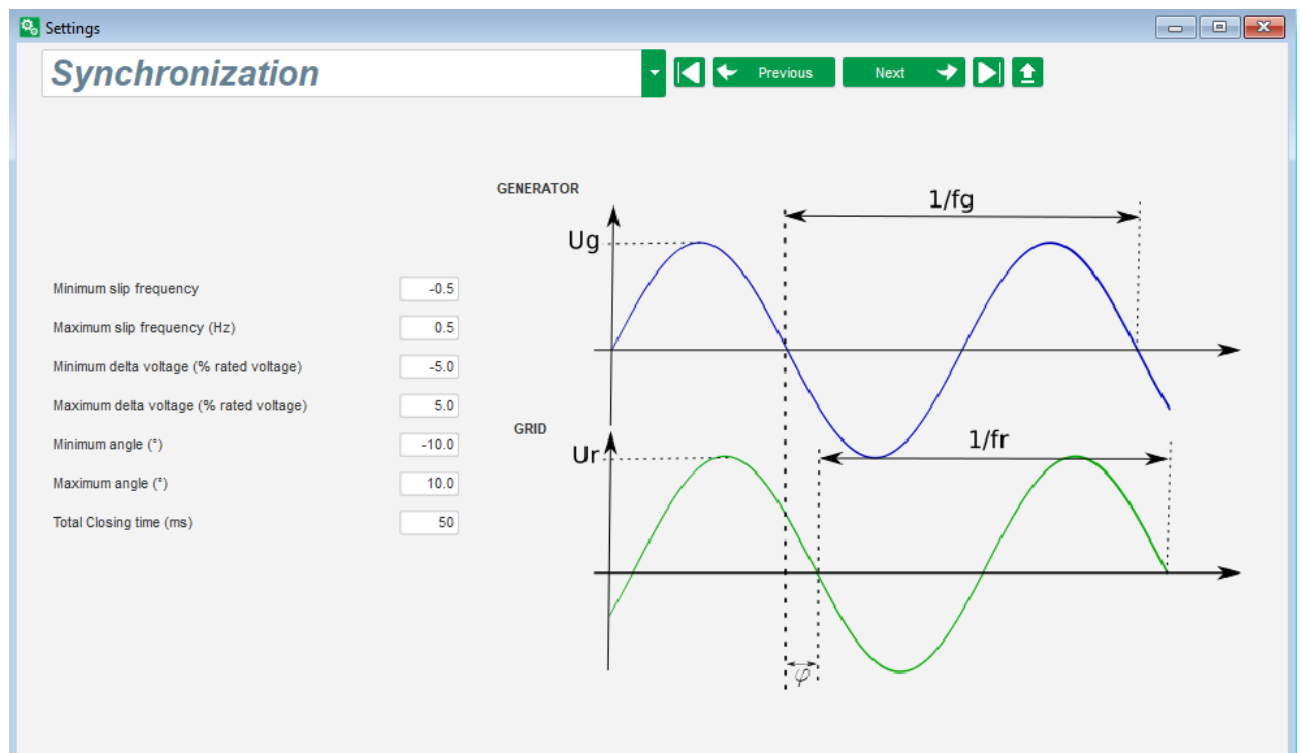 Settings
Synchronization
Previous
Next
GENERATOR
1/fg
Ug
Minimum slip frequency -0.5
Maximum slip frequency (Hz) 0.5
Minimum delta voltage (% rated voltage) -5.0
Maximum delta voltage (% rated voltage) 5.0
GRID
1/fr
Ur
Minimum angle (°) -10.0
Maximum angle (°) 10.0
Total Closing time (ms) 50
φ